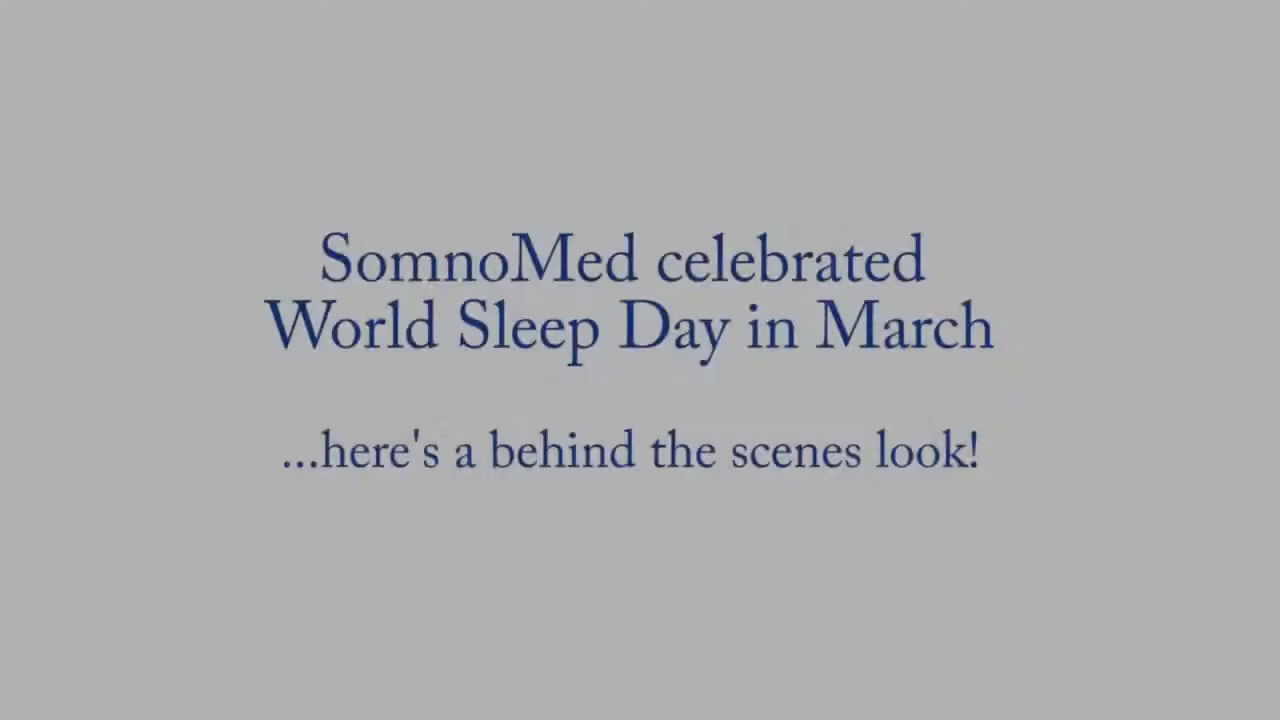 SomnoMed celebrated
World Sleep Day in March
...here's a behind the scenes look!